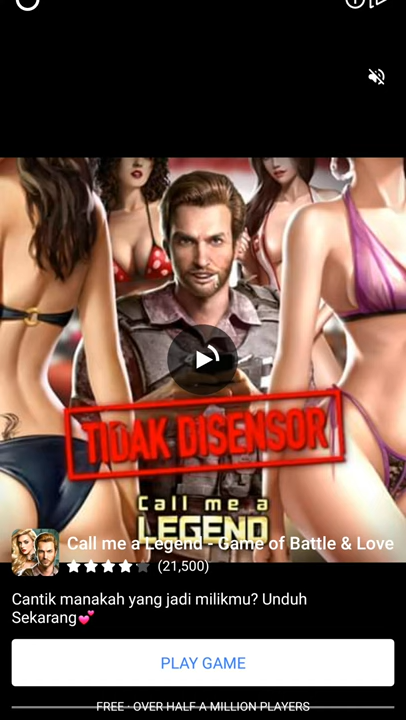 TIDAK DISENSOR
Call me a
LEGEND
Call me a Legend - Game of Battle & Love
(21,500)
Cantik manakah yang jadi milikmu? Unduh
Sekarang💕
PLAY GAME
FREE · OVER HALF A MILLION PLAYERS